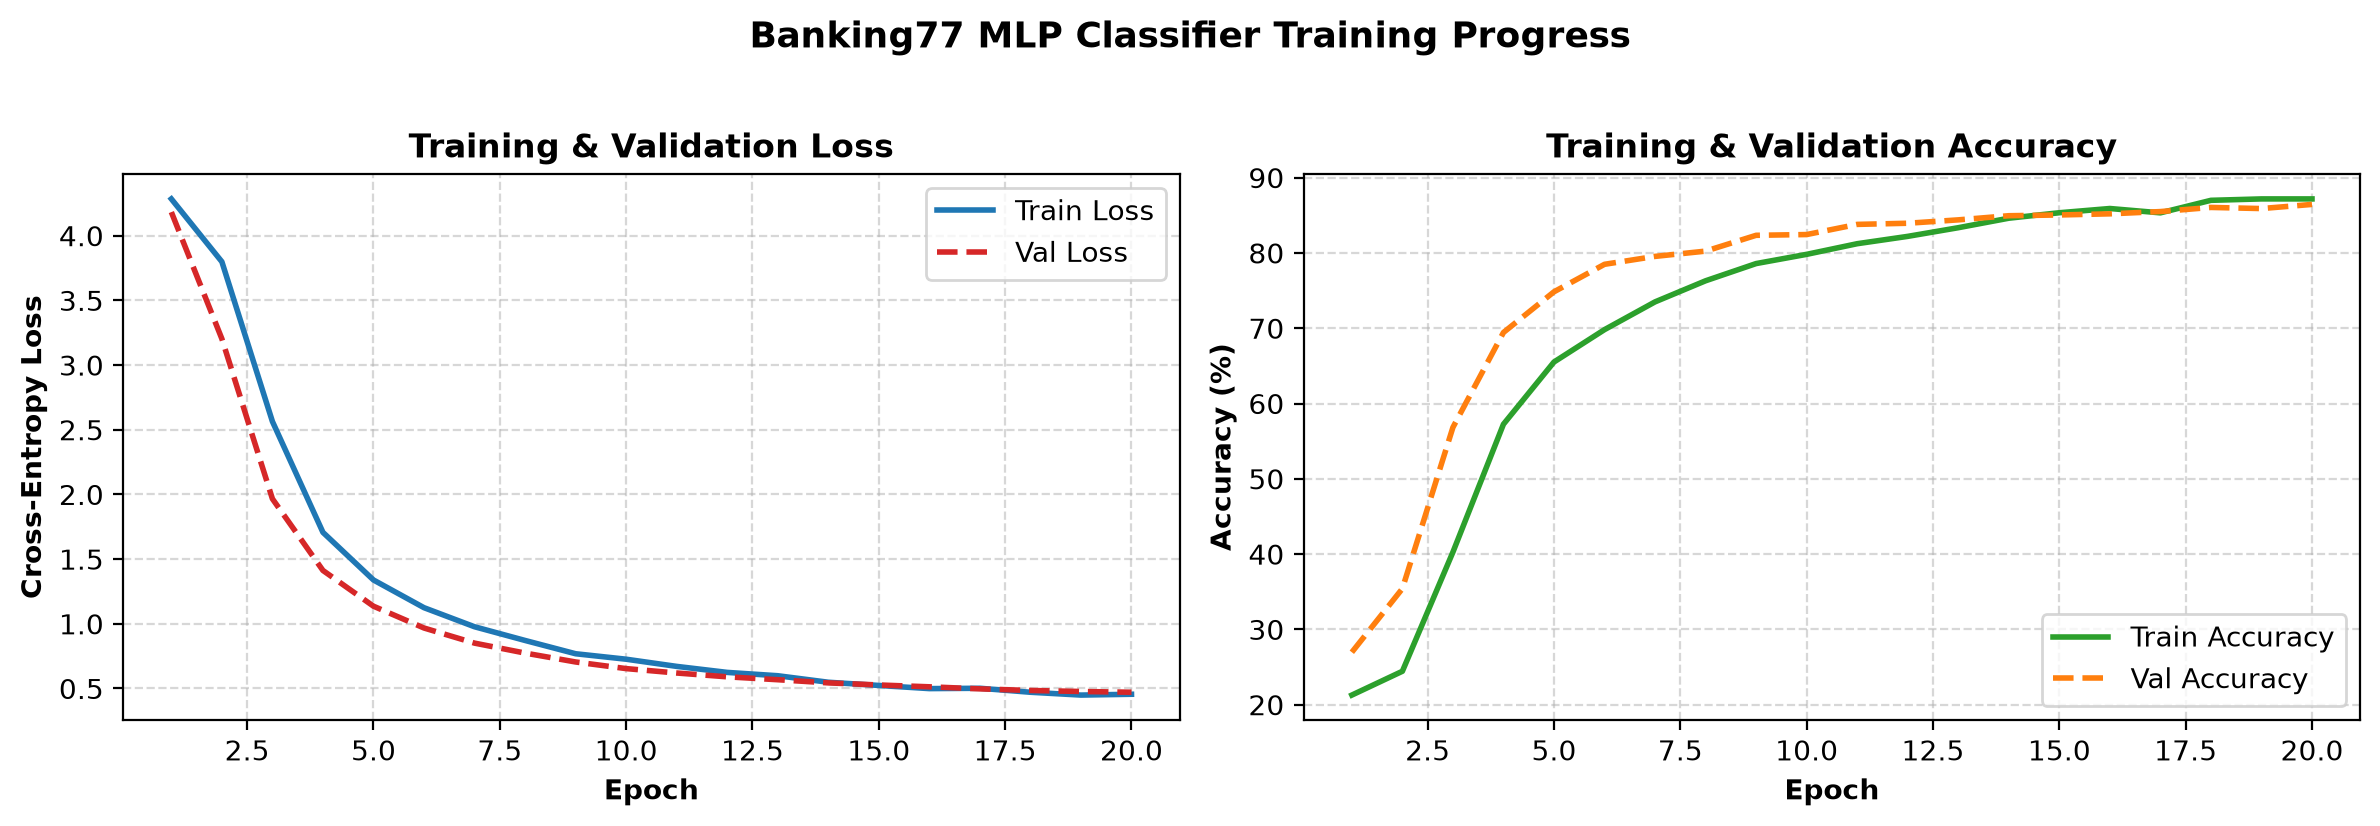 Banking77 MLP Classifier Training Progress
Training & Validation Loss
Cross-Entropy Loss
4.0
3.5
3.0
2.5
2.0
1.5
1.0
0.5
Train Loss
Val Loss
2.5 5.0 7.5 10.0 12.5 15.0 17.5 20.0
Epoch
Training & Validation Accuracy
Accuracy (%)
90
80
70
60
50
40
30
20
Train Accuracy
Val Accuracy
2.5 5.0 7.5 10.0 12.5 15.0 17.5 20.0
Epoch